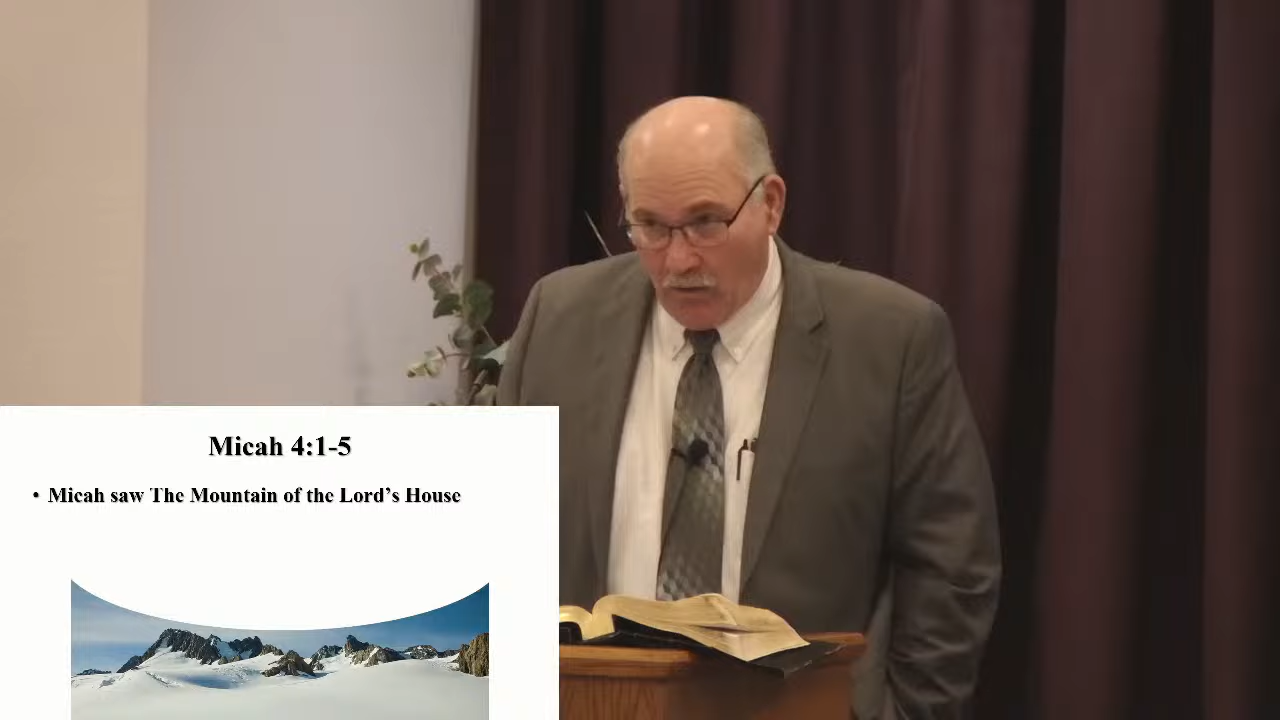 Micah 4:1-5
• Micah saw The Mountain of the Lord’s House